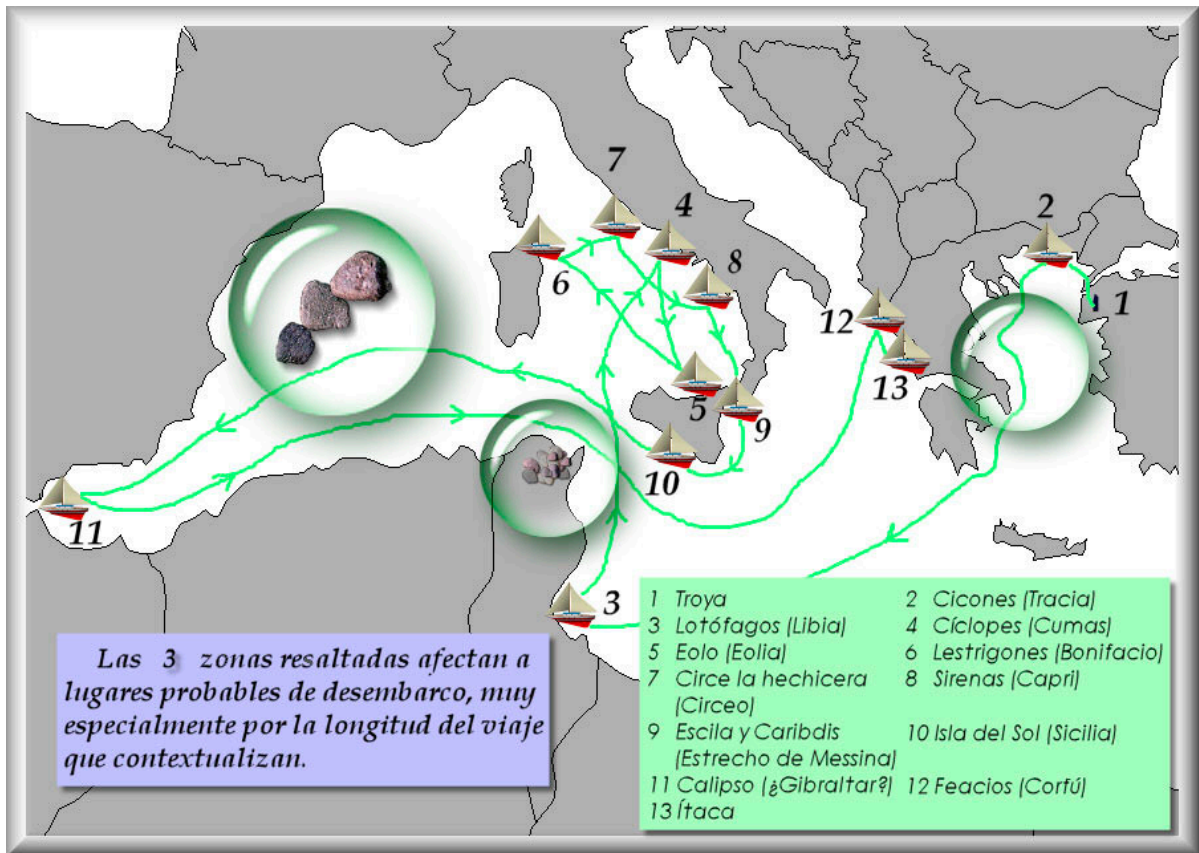 7
4
2
8
6
12
1
13
5
9
10
11
3
1 Troya
2 Cicones (Tracia)
3 Lotófagos (Libia)
4 Cíclopes (Cumas)
5 Eolo (Eolia)
6 Lestrigones (Bonifacio)
7 Circe la hechicera
(Circeo)
8 Sirenas (Capri)
9 Escila y Caribdis
(Estrecho de Messina)
10 Isla del Sol (Sicilia)
11 Calipso (¿Gibraltar?)
12 Feacios (Corfú)
13 Ítaca
Las 3 zonas resaltadas afectan a
lugares probables de desembarco, muy
especialmente por la longitud del viaje
que contextualizan.